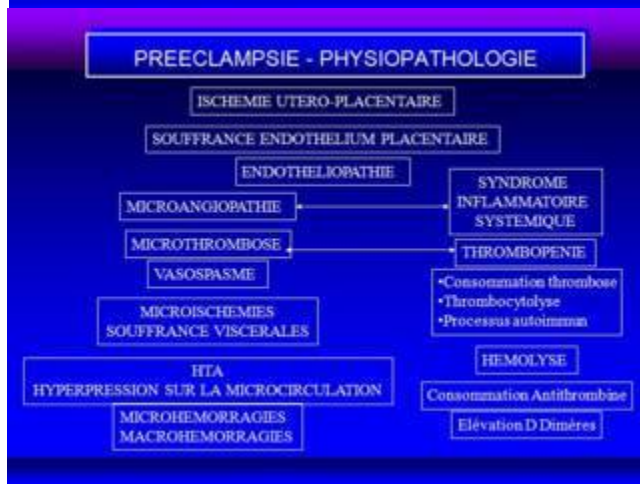 PREECLAMPSIE - PHYSIOPATHOLOGIE
ISCHEMIE UTERO-PLACENTAIRE
SOUFFRANCE ENDOTHELIUM PLACENTAIRE
ENDOTHELIOPATHIE
MICROANGIOPATHIE
SYNDROME
INFLAMMATOIRE
SYSTEMIQUE
MICROTHROMBOSE
THROMBOPENIE
VASOSPASME
•Consommation thrombose
•Thrombocytolyse
•Processus autoimmun
MICROISCHEMIES
SOUFFRANCE VISCERALES
HEMOLYSE
HTA
HYPERPRESSION SUR LA MICROCIRCULATION
Consommation Antithrombine
MICROHEMORRAGIES
MACROHEMORRAGIES
Elévation D Dimères